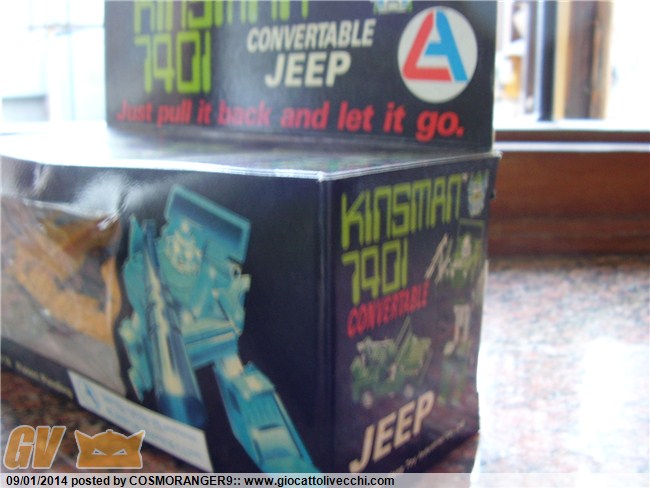 KINSMAN
7401
CONVERTABLE
JEEP
Just pull it back and let it go.
KINSMAN
7401
CONVERTABLE
JEEP
GV
09/01/2014 posted by COSMORANGER9:: www.giocattolivecchi.com